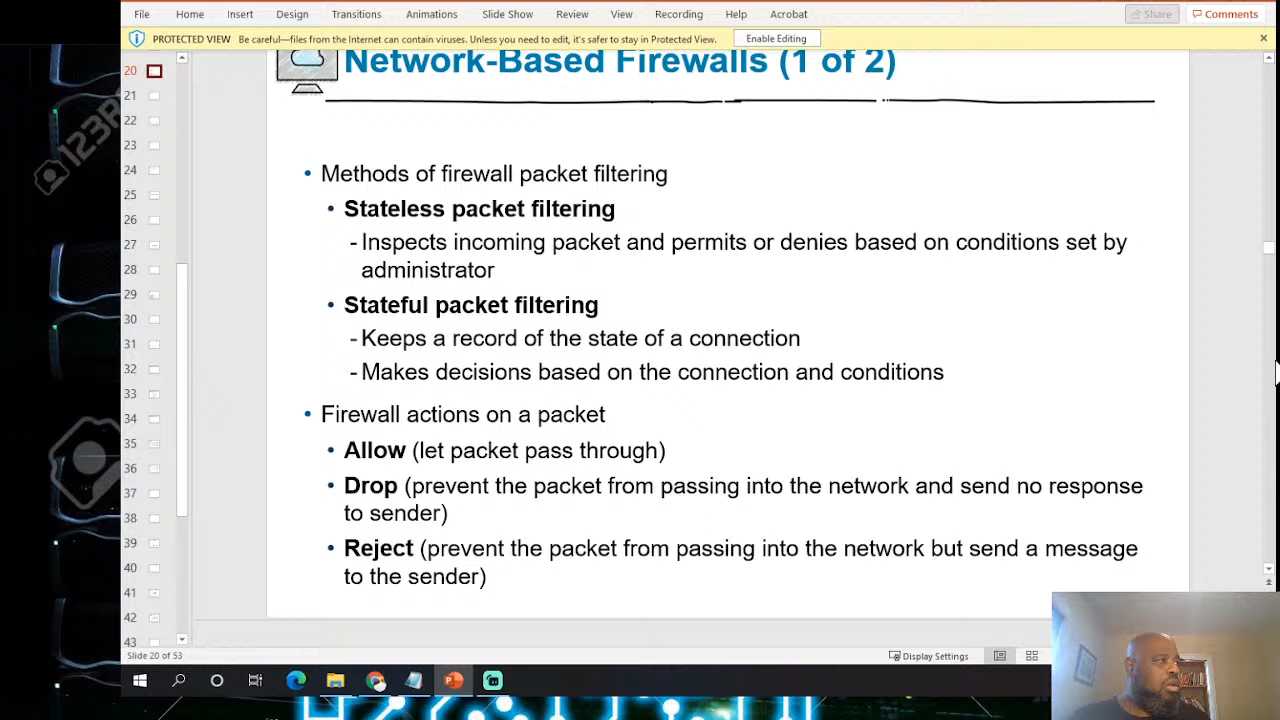 File Home Insert Design Transitions Animations Slide Show Review View Recording Help Acrobat Share Comments
PROTECTED VIEW Be careful—files from the Internet can contain viruses. Unless you need to edit, it's safer to stay in Protected View. Enable Editing
Network-Based Firewalls (1 of 2)
20
21
22
23
24
25
26
27
28
29
30
31
32
33
34
35
36
37
38
39
40
41
42
43
• Methods of firewall packet filtering
• Stateless packet filtering
- Inspects incoming packet and permits or denies based on conditions set by
administrator
• Stateful packet filtering
- Keeps a record of the state of a connection
- Makes decisions based on the connection and conditions
• Firewall actions on a packet
• Allow (let packet pass through)
• Drop (prevent the packet from passing into the network and send no response
to sender)
• Reject (prevent the packet from passing into the network but send a message
to the sender)
Slide 20 of 53
Display Settings